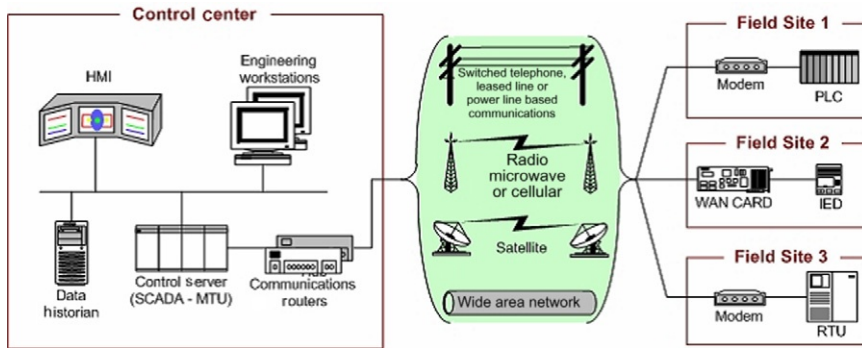 Control center
HMI
Engineering
workstations
Data
historian
Control server
(SCADA - MTU)
Communications
routers
Switched telephone,
leased line or
power line based
communications
Radio
microwave
or cellular
Satellite
Wide area network
Field Site 1
Modem
PLC
Field Site 2
WAN CARD
IED
Field Site 3
Modem
RTU